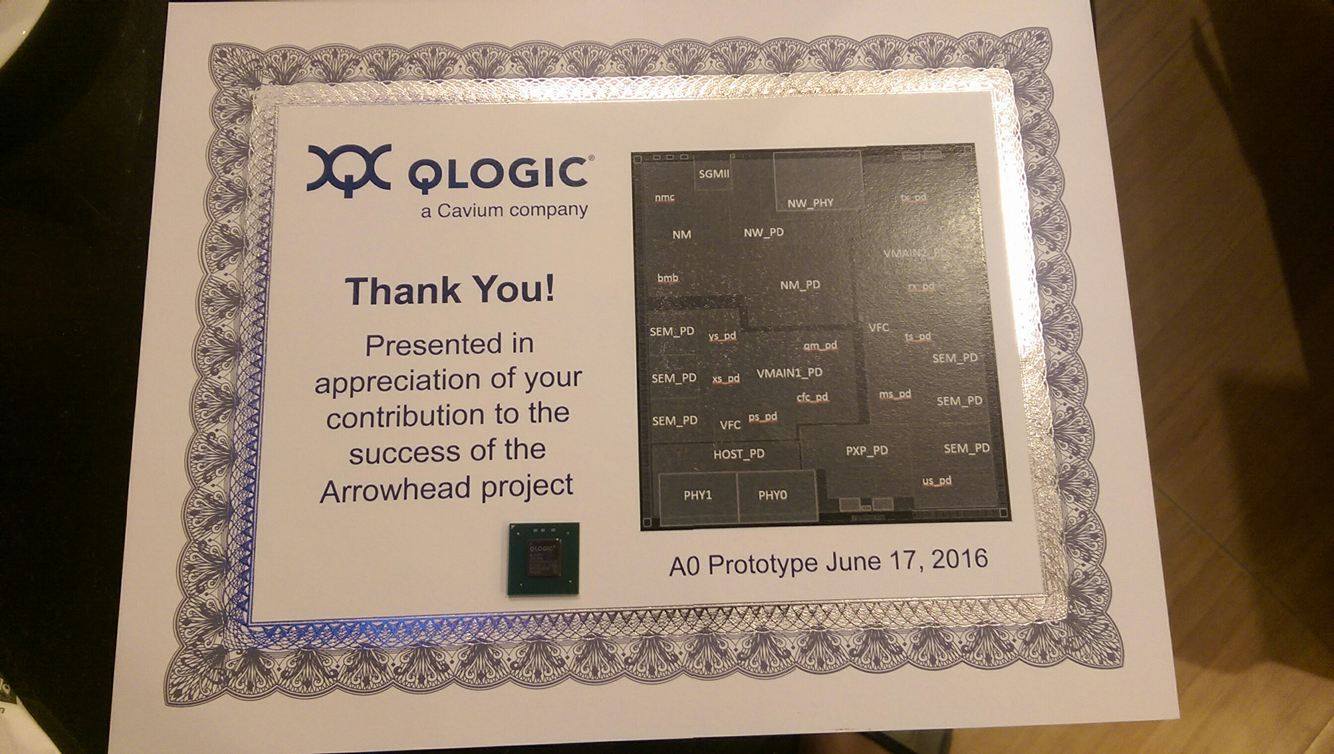 QLOGIC®
a Cavium company
Thank You!
Presented in
appreciation of your
contribution to the
success of the
Arrowhead project
QLOGIC
SGMII
nmc
NW_PHY
tx_pd
NM
NW_PD
VMAIN2_PD
bmb
NM_PD
rx_pd
SEM_PD
ys_pd
qm_pd
VFC
ts_pd
SEM_PD
SEM_PD
xs_pd
VMAIN1_PD
cfc_pd
ms_pd
SEM_PD
SEM_PD
VFC
ps_pd
HOST_PD
PXP_PD
SEM_PD
us_pd
PHY1
PHY0
A0 Prototype June 17, 2016